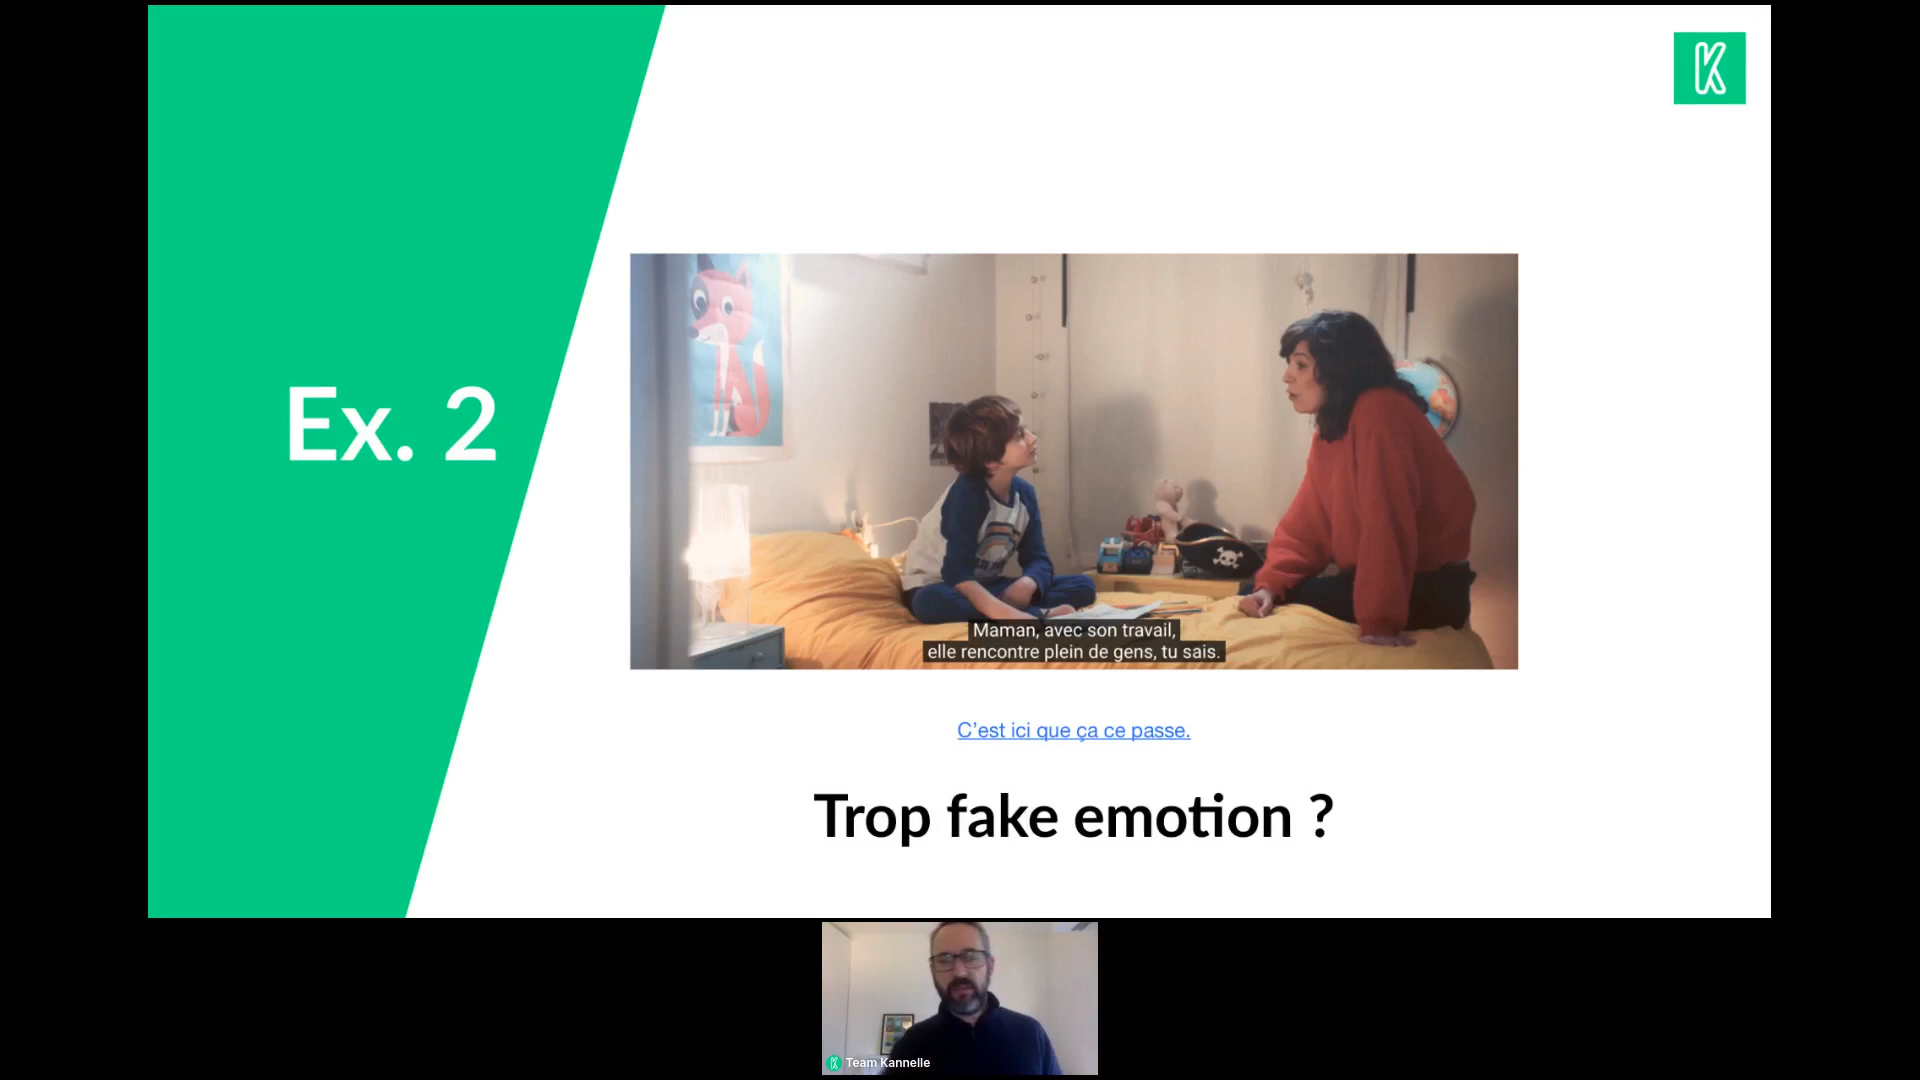 K
Ex. 2
Maman, avec son travail,
elle rencontre plein de gens, tu sais.
C’est ici que ça ce passe.
Trop fake emotion ?
Team Kannelle